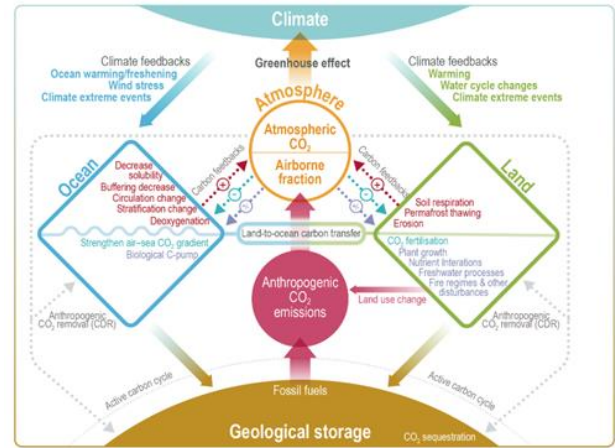 Climate
Climate feedbacks
Ocean warming/freshening
Wind stress
Climate extreme events
Greenhouse effect
Climate feedbacks
Warming
Water cycle changes
Climate extreme events
Atmosphere
Atmospheric
CO₂
Airborne
fraction
Ocean
Decrease
solubility
Buffering decrease
Circulation change
Stratification change
Deoxygenation
Strengthen air–sea CO₂ gradient
Biological C-pump
Carbon feedbacks
+
+
−
−
Carbon feedbacks
+
+
−
−
Land
Soil respiration
Permafrost thawing
Erosion
CO₂ fertilisation
Plant growth
Nutrient Interations
Freshwater processes
Fire regimes & other
disturbances
Land-to-ocean carbon transfer
Anthropogenic
CO₂
emissions
Land use change
Anthropogenic
CO₂ removal (CDR)
Anthropogenic
CO₂ removal (CDR)
Active carbon cycle
Fossil fuels
Active carbon cycle
Geological storage
CO₂ sequestration